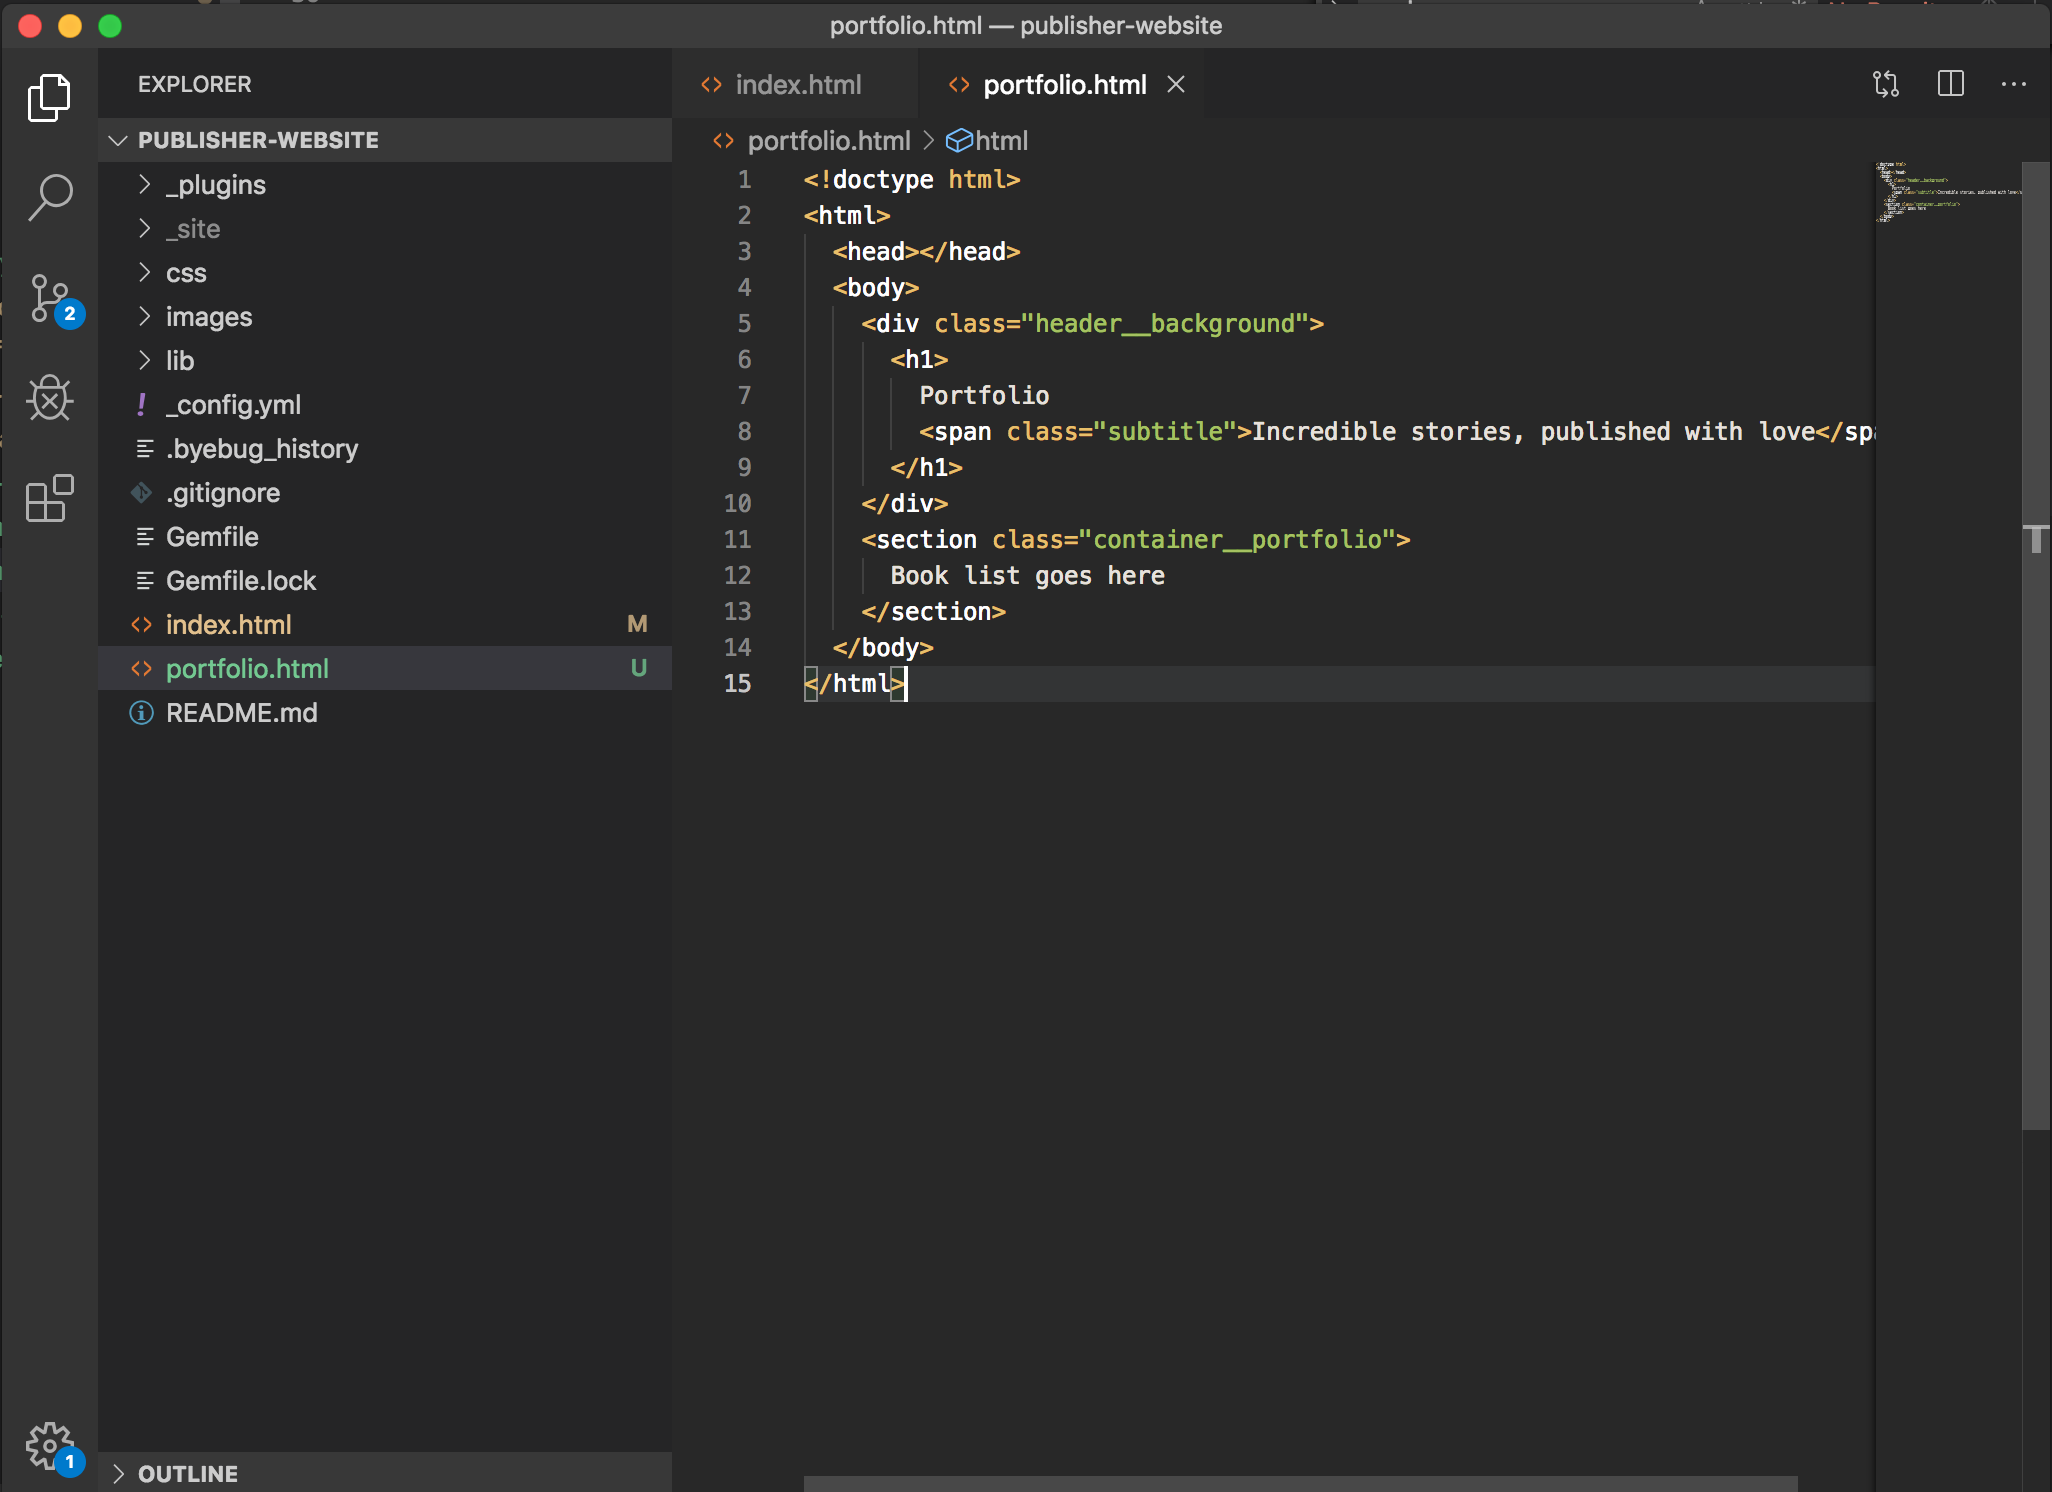 portfolio.html — publisher-website
EXPLORER
PUBLISHER-WEBSITE
_plugins
_site
css
images
lib
! _config.yml
.byebug_history
.gitignore
Gemfile
Gemfile.lock
<> index.html M
<> portfolio.html U
README.md
OUTLINE
2
1
<> index.html
<> portfolio.html
<> portfolio.html > html
1 <!doctype html>
2 <html>
3   <head></head>
4   <body>
5     <div class="header__background">
6       <h1>
7         Portfolio
8         <span class="subtitle">Incredible stories, published with love</spa
9       </h1>
10     </div>
11     <section class="container__portfolio">
12       Book list goes here
13     </section>
14   </body>
15 </html>